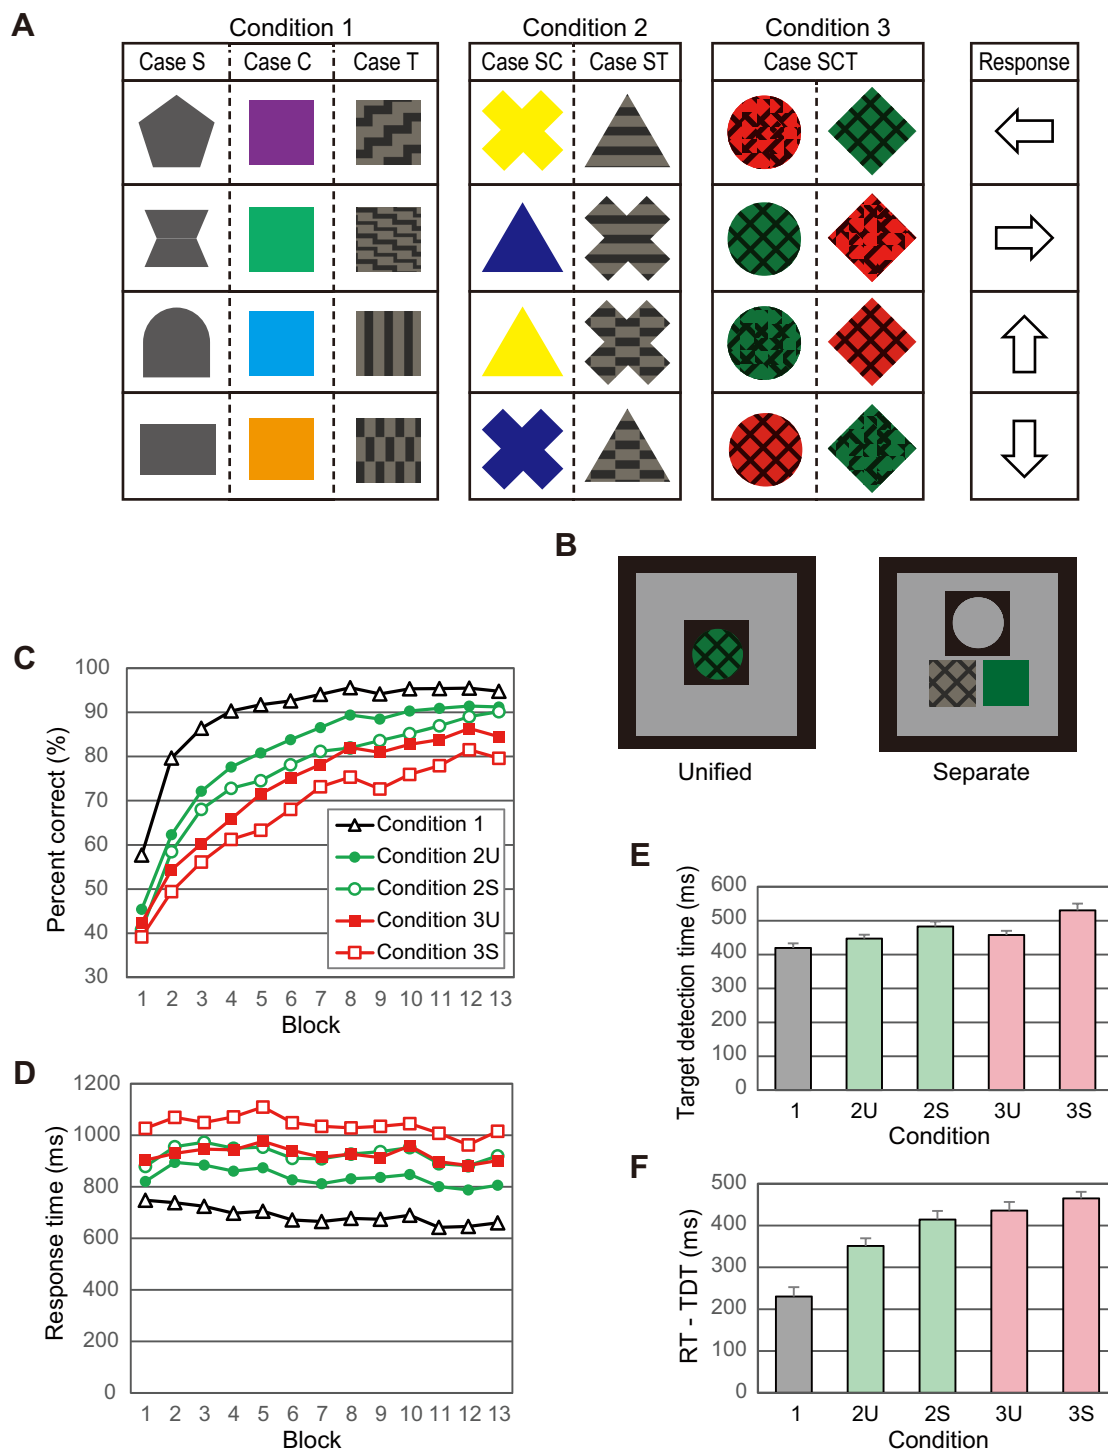 A
Condition 1 Condition 2 Condition 3
Case S Case C Case T Case SC Case ST Case SCT Response
B
Unified Separate
C
Percent correct (%)
100
90
80
70
60
50
40
30
Condition 1
Condition 2U
Condition 2S
Condition 3U
Condition 3S
1 2 3 4 5 6 7 8 9 10 11 12 13
Block
D
Response time (ms)
1200
1000
800
600
400
200
0
1 2 3 4 5 6 7 8 9 10 11 12 13
Block
E
Target detection time (ms)
600
500
400
300
200
100
0
1 2U 2S 3U 3S
Condition
F
RT - TDT (ms)
500
400
300
200
100
0
1 2U 2S 3U 3S
Condition